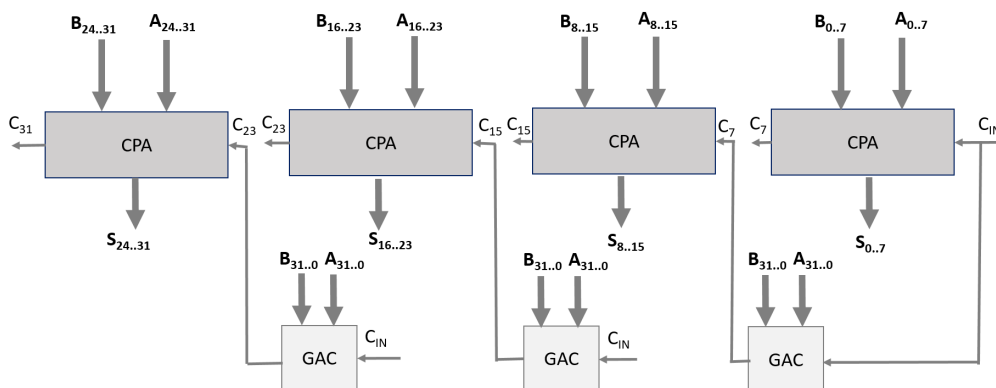 B24..31 A24..31 B16..23 A16..23 B8..15 A8..15 B0..7 A0..7
C31 CPA C23 C23 CPA C15 C15 CPA C7 C7 CPA CIN
S24..31 S16..23 S8..15 S0..7
B31..0 A31..0 B31..0 A31..0 B31..0 A31..0
GAC CIN GAC CIN GAC